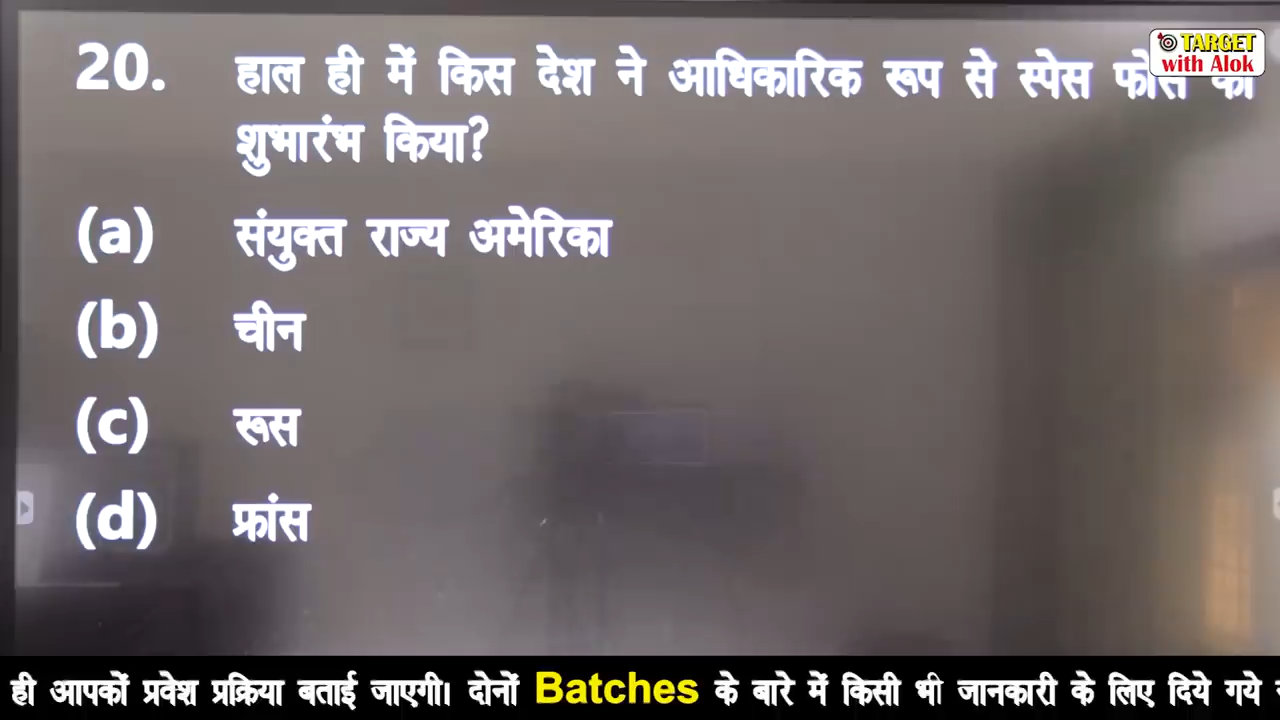 TARGET
with Alok
20. हाल ही में किस देश ने आधिकारिक रूप से स्पेस
शुभारंभ किया?
(a) संयुक्त राज्य अमेरिका
(b) चीन
(c) रूस
(d) फ्रांस
ही आपकों प्रवेश प्रक्रिया बताई जाएगी। दोनों Batches के बारे में किसी भी जानकारी के लिए दिये गये